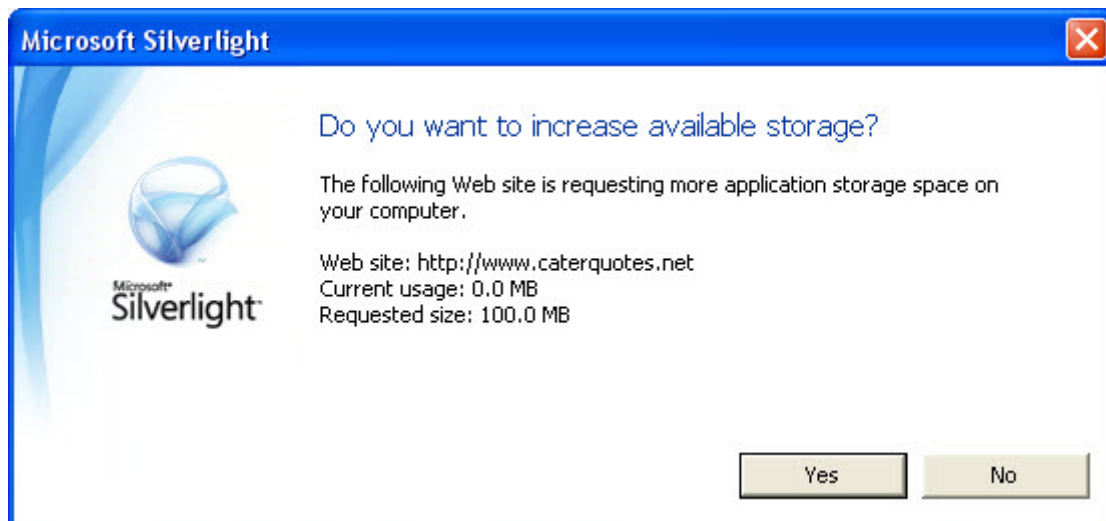 Microsoft Silverlight
Do you want to increase available storage?
The following Web site is requesting more application storage space on
your computer.
Web site: http://www.caterquotes.net
Current usage: 0.0 MB
Requested size: 100.0 MB
Microsoft®
Silverlight™
Yes
No